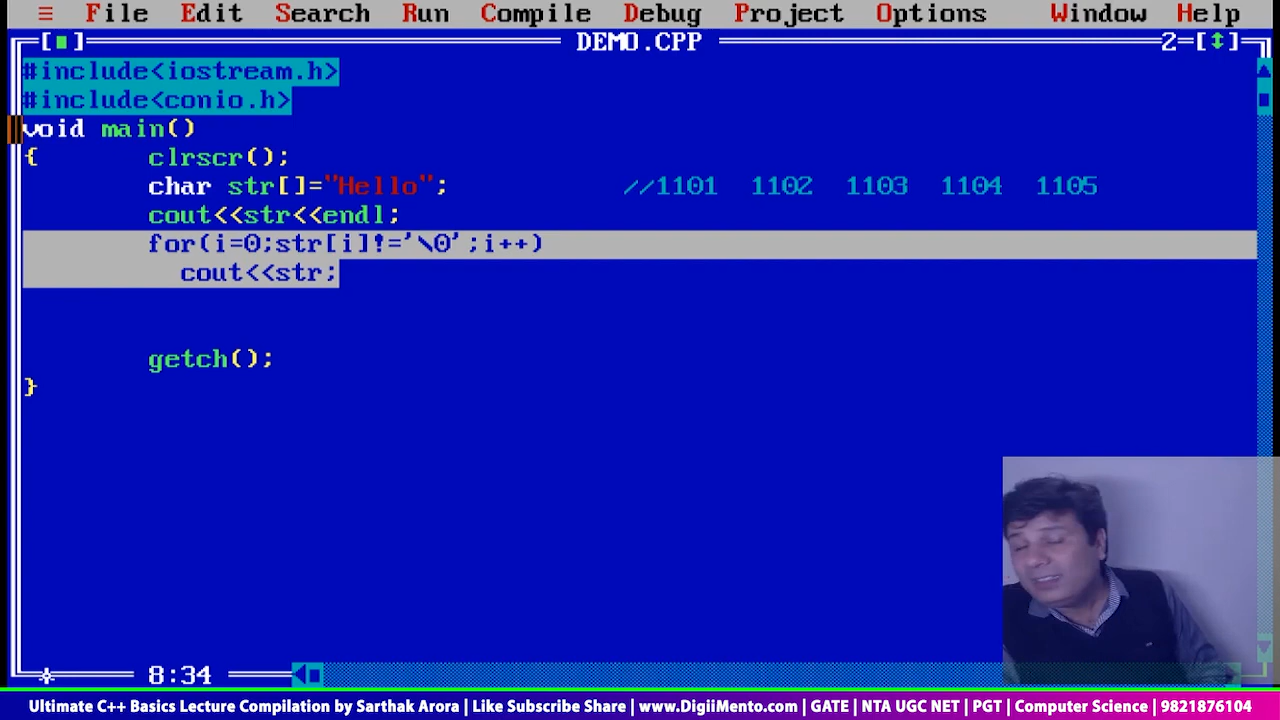 ≡ File Edit Search Run Compile Debug Project Options Window Help
[■] DEMO.CPP 2=[↕]
#include<iostream.h>
#include<conio.h>
void main()
{ clrscr();
char str[]="Hello"; //1101 1102 1103 1104 1105
cout<<str<<endl;
for(i=0;str[i]!='\0';i++)
cout<<str;
getch();
}
8:34
Ultimate C++ Basics Lecture Compilation by Sarthak Arora | Like Subscribe Share | www.DigiiMento.com | GATE | NTA UGC NET | PGT | Computer Science | 9821876104